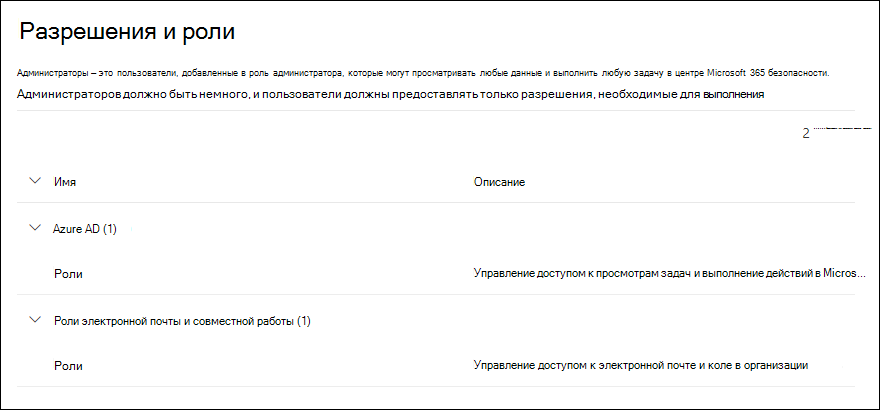 Разрешения и роли
Администраторы – это пользователи, добавленные в роль администратора, которые могут просматривать любые данные и выполнить любую задачу в центре Microsoft 365 безопасности.
Администраторов должно быть немного, и пользователи должны предоставлять только разрешения, необходимые для выполнения
2
Имя Описание
Azure AD (1)
Роли Управление доступом к просмотрам задач и выполнение действий в Micros...
Роли электронной почты и совместной работы (1)
Роли Управление доступом к электронной почте и коле в организации